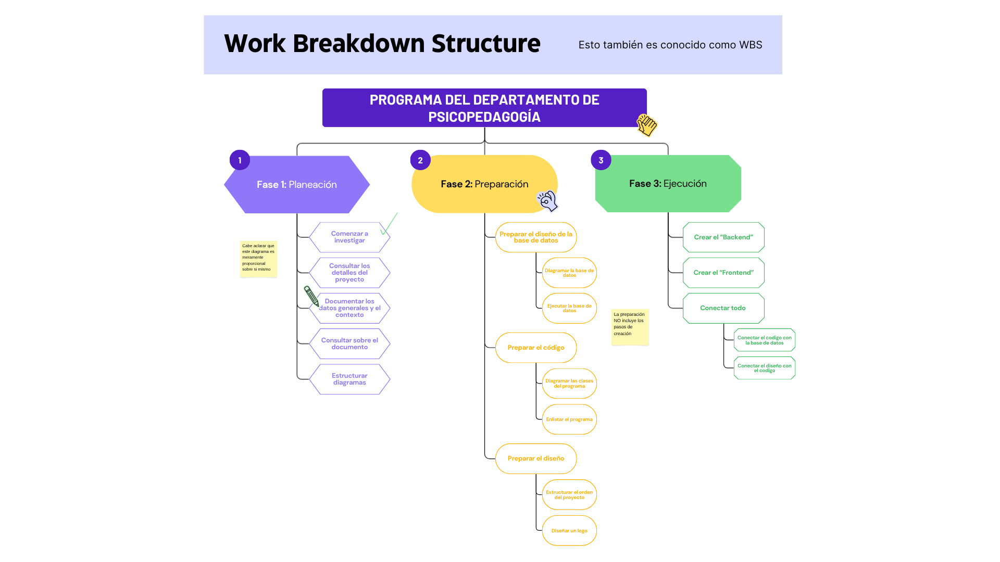 Work Breakdown Structure
Esto también es conocido como WBS
PROGRAMA DEL DEPARTAMENTO DE
PSICOPEDAGOGÍA
1
Fase 1: Planeación
Comenzar a
investigar
Cabe aclarar que
este diagrama es
meramente
proporcional
sobre si mismo
Consultar los
detalles del
proyecto
Documentar los
datos generales y el
contexto
Consultar sobre el
documento
Estructurar
diagramas
2
Fase 2: Preparación
Preparar el diseño de la
base de datos
Diagramar la base de
datos
Ejecutar la base de
datos
Preparar el código
Diagramar las clases
del programa
Enlistar el programa
Preparar el diseño
Estructurar el orden
del proyecto
Diseñar un logo
3
Fase 3: Ejecución
Crear el “Backend”
Crear el “Frontend”
Conectar todo
La preparación
NO incluye los
pasos de
creación
Conectar el codigo con
la base de datos
Conectar el diseño con
el codigo